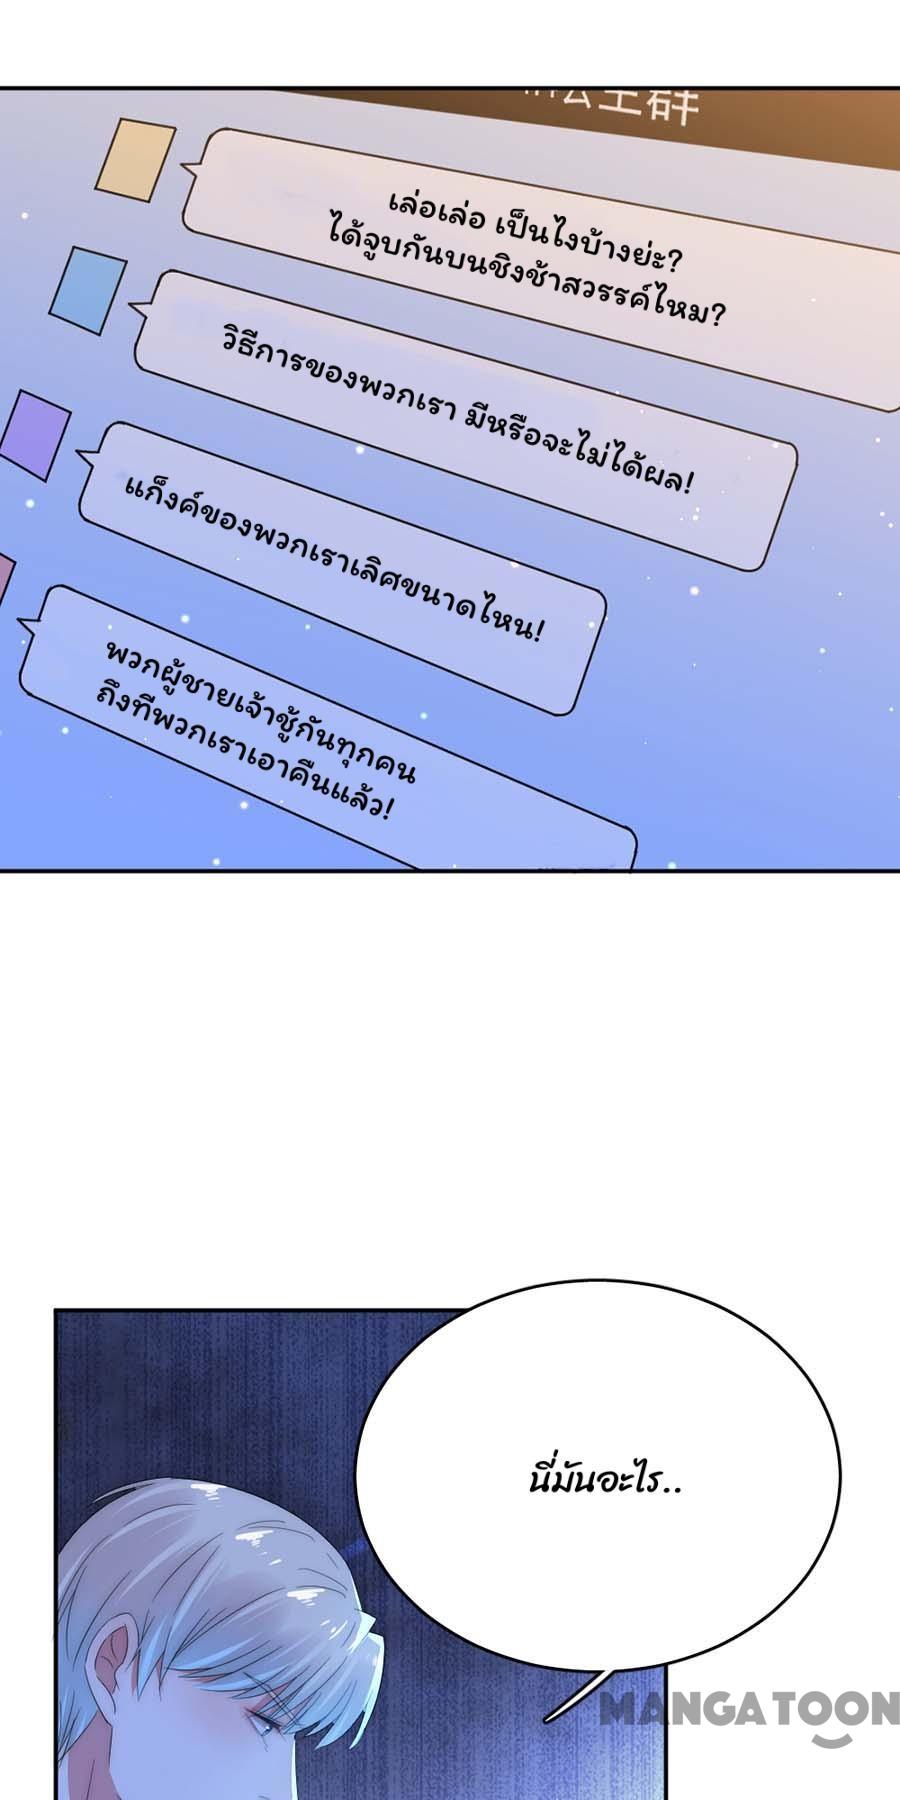 公主群
เล่อเล่อ เป็นไงบ้างย่ะ?
ได้จูบกันบนชิงช้าสวรรค์ไหม?
วิธีการของพวกเรา มีหรือจะไม่ได้ผล!
แก็งค์ของพวกเราเลิศขนาดไหน!
พวกผู้ชายเจ้าชู้กันทุกคน
ถึงทีพวกเราเอาคืนแล้ว!
นี่มันอะไร..
MANGATOON